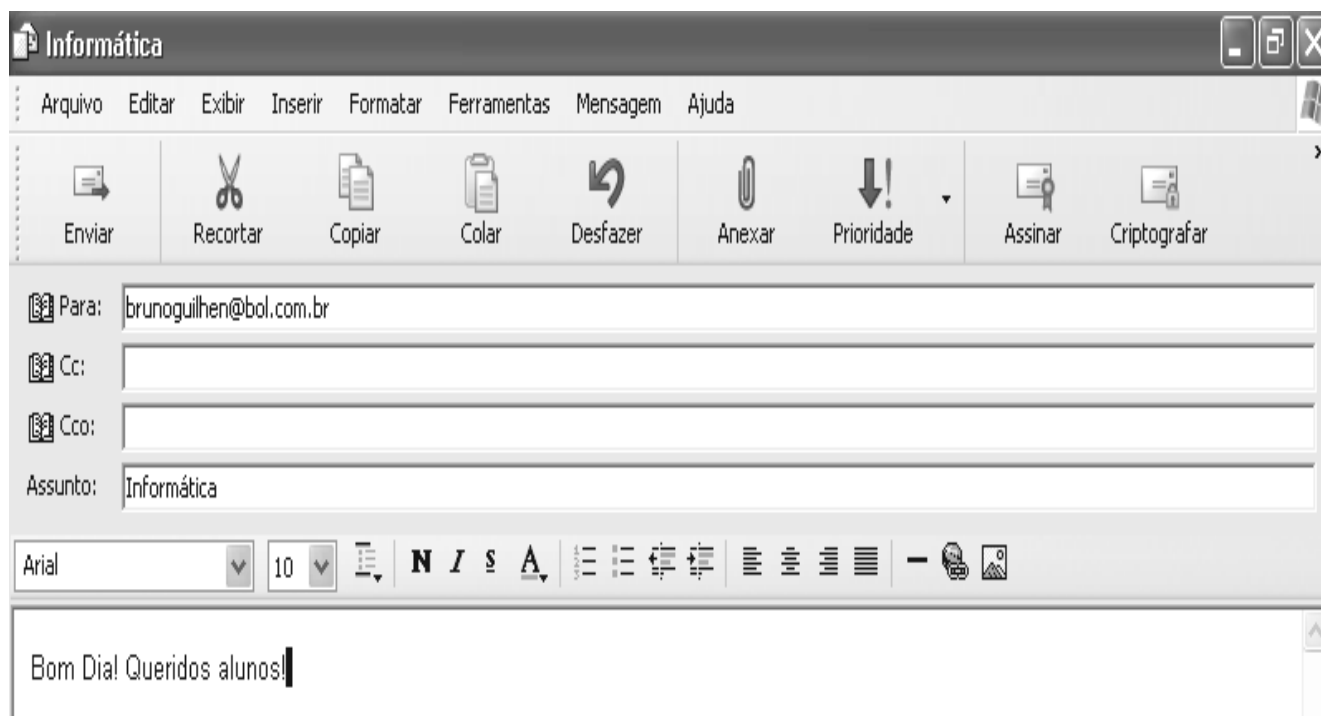 Informática
Arquivo Editar Exibir Inserir Formatar Ferramentas Mensagem Ajuda
Enviar Recortar Copiar Colar Desfazer Anexar Prioridade Assinar Criptografar
Para: brunoguilhen@bol.com.br
Cc:
Cco:
Assunto: Informática
Arial 10 N I S A
Bom Dia! Queridos alunos!